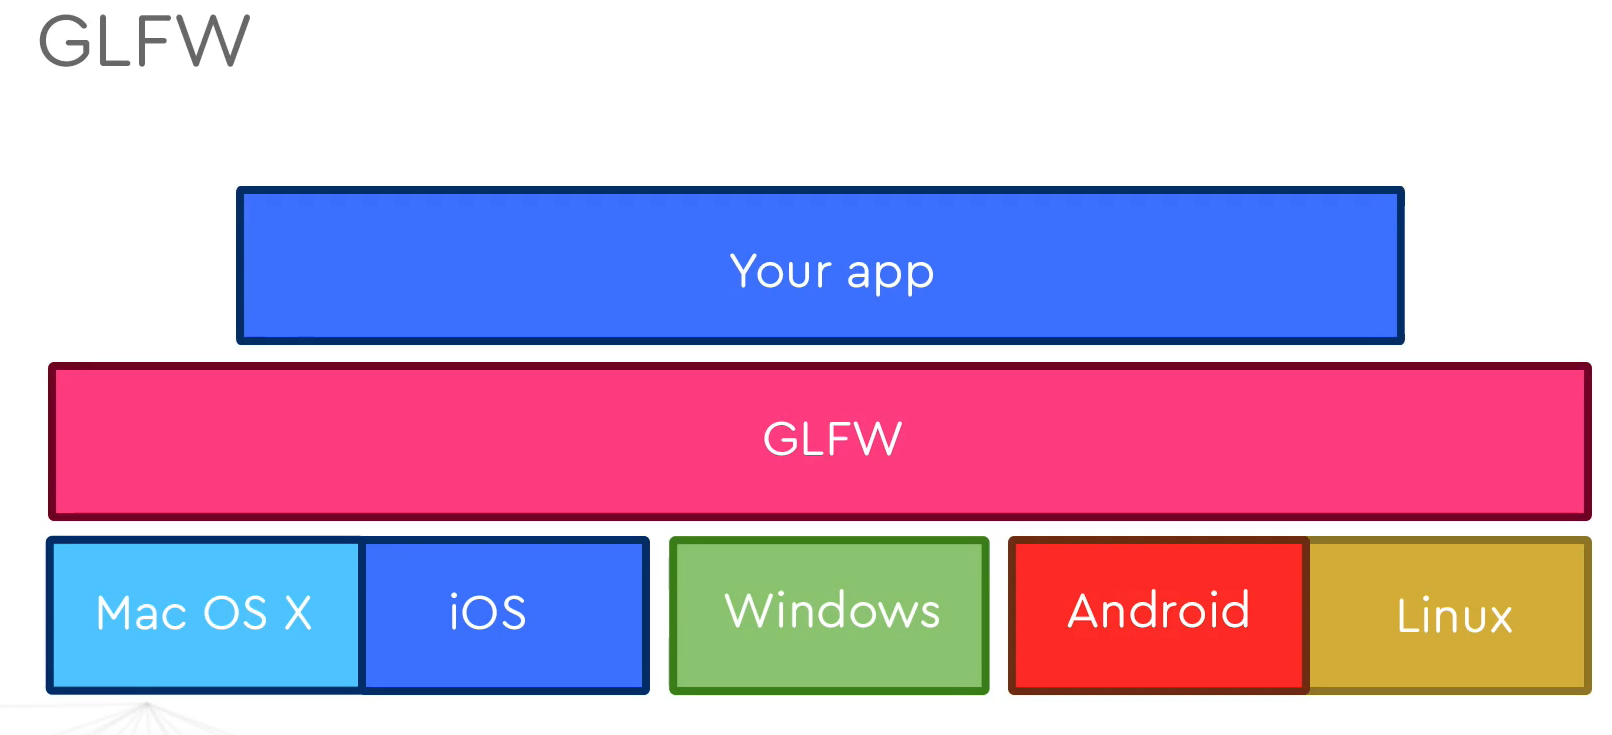 GLFW
Your app
GLFW
Mac OS X
iOS
Windows
Android
Linux